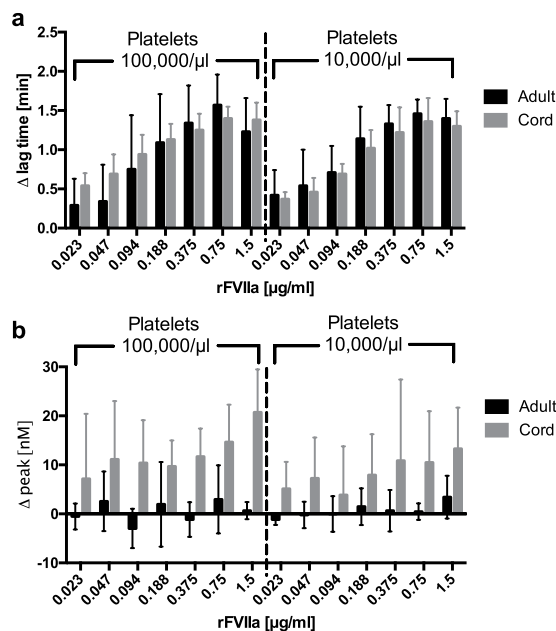 a
Platelets
100,000/µl
Platelets
10,000/µl
2.5
2.0
1.5
1.0
0.5
0.0
Δ lag time [min]
Adult
Cord
0.023 0.047 0.094 0.188 0.375 0.75 1.5 0.023 0.047 0.094 0.188 0.375 0.75 1.5
rFVIIa [µg/ml]
b
Platelets
100,000/µl
Platelets
10,000/µl
30
20
10
0
-10
Δ peak [nM]
Adult
Cord
0.023 0.047 0.094 0.188 0.375 0.75 1.5 0.023 0.047 0.094 0.188 0.375 0.75 1.5
rFVIIa [µg/ml]